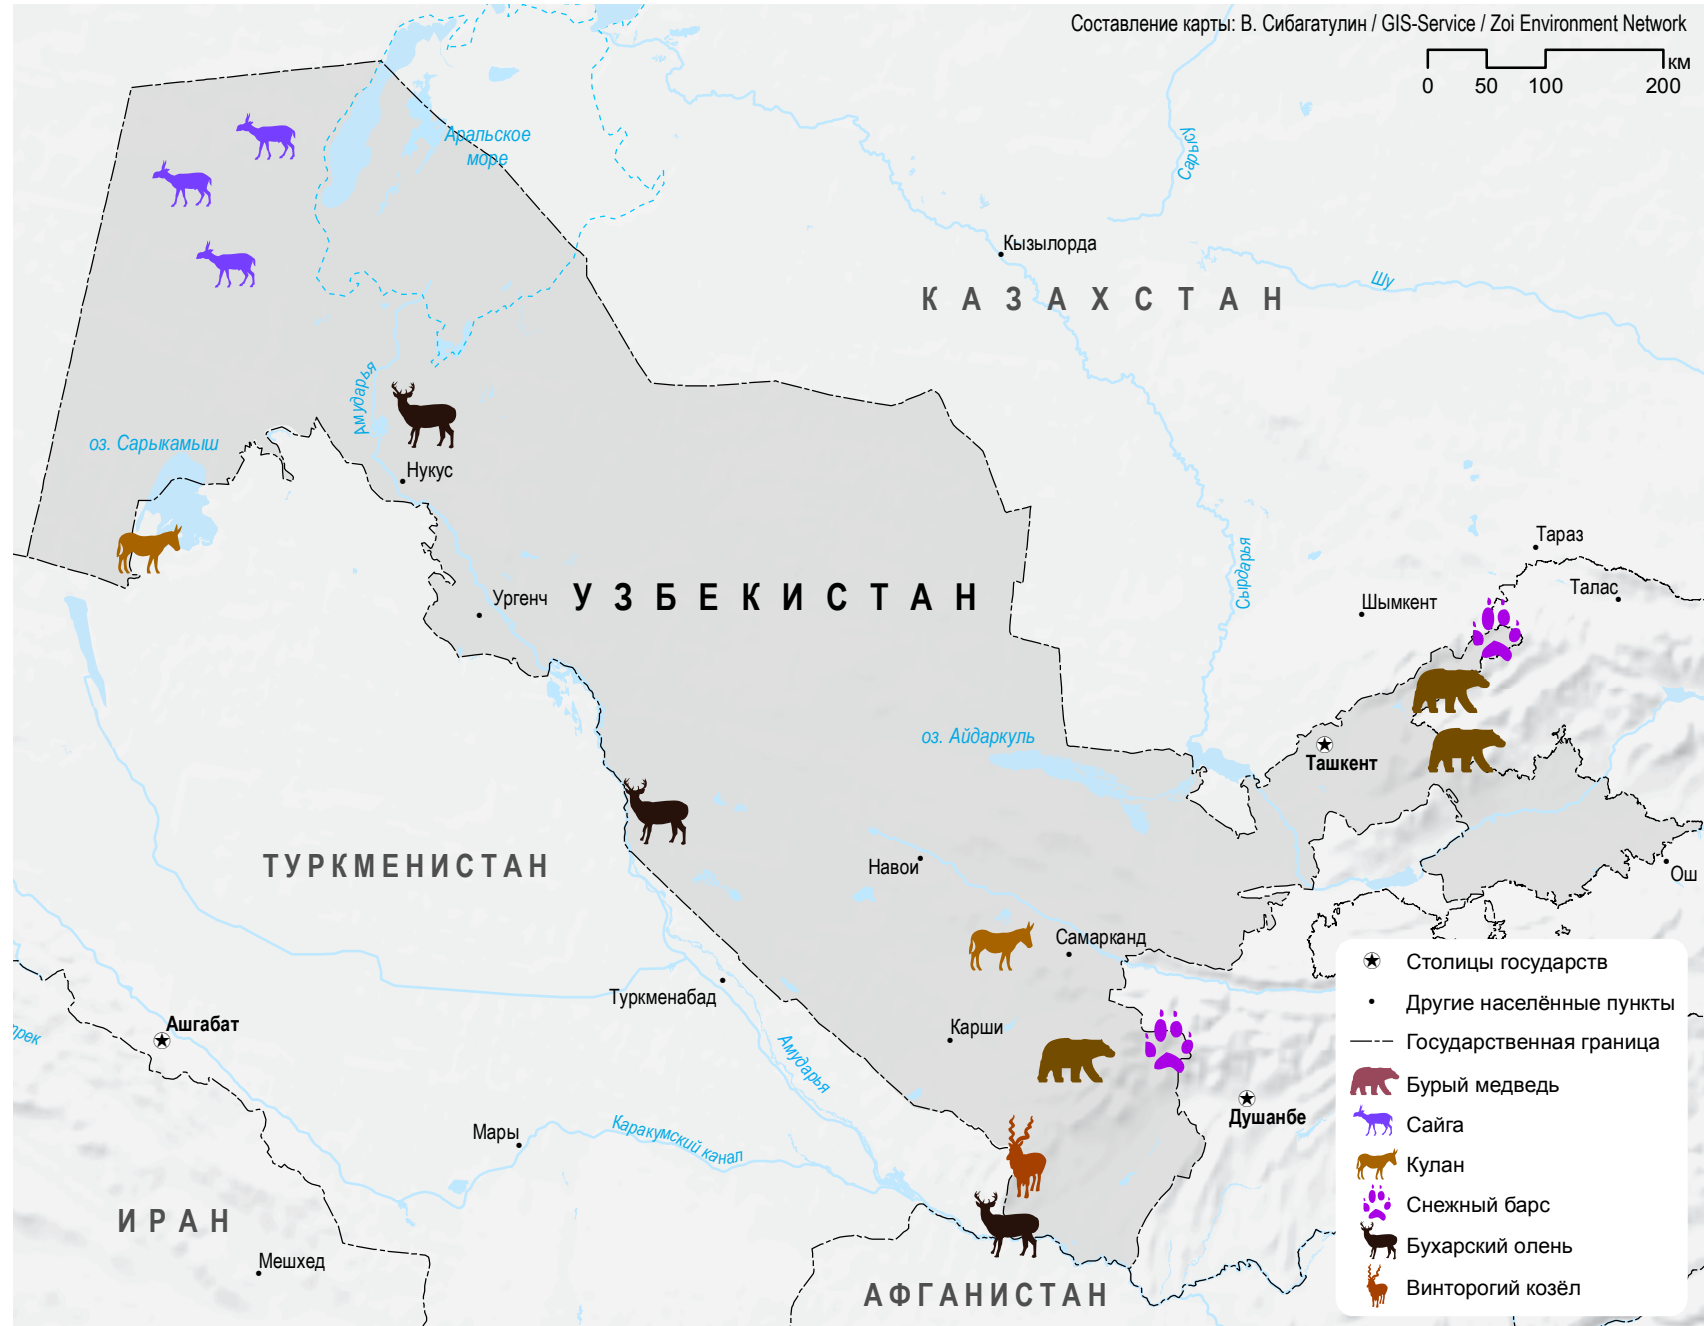 Составление карты: В. Сибагатулин / GIS-Service / Zoi Environment Network
км
0 50 100 200
Аральское
море
Сарысу
Кызылорда
КАЗАХСТАН
Шу
Амударья
оз. Сарыкамыш
Нукус
Тараз
Талас
Шымкент
Сырдарья
Ургенч
УЗБЕКИСТАН
оз. Айдаркуль
Ташкент
ТУРКМЕНИСТАН
Навои
Ош
Самарканд
Туркменабад
Ашгабат
Карши
Амударья
Душанбе
Мары
Каракумский канал
ИРАН
Мешхед
АФГАНИСТАН
Столицы государств
Другие населённые пункты
Государственная граница
Бурый медведь
Сайга
Кулан
Снежный барс
Бухарский олень
Винторогий козёл